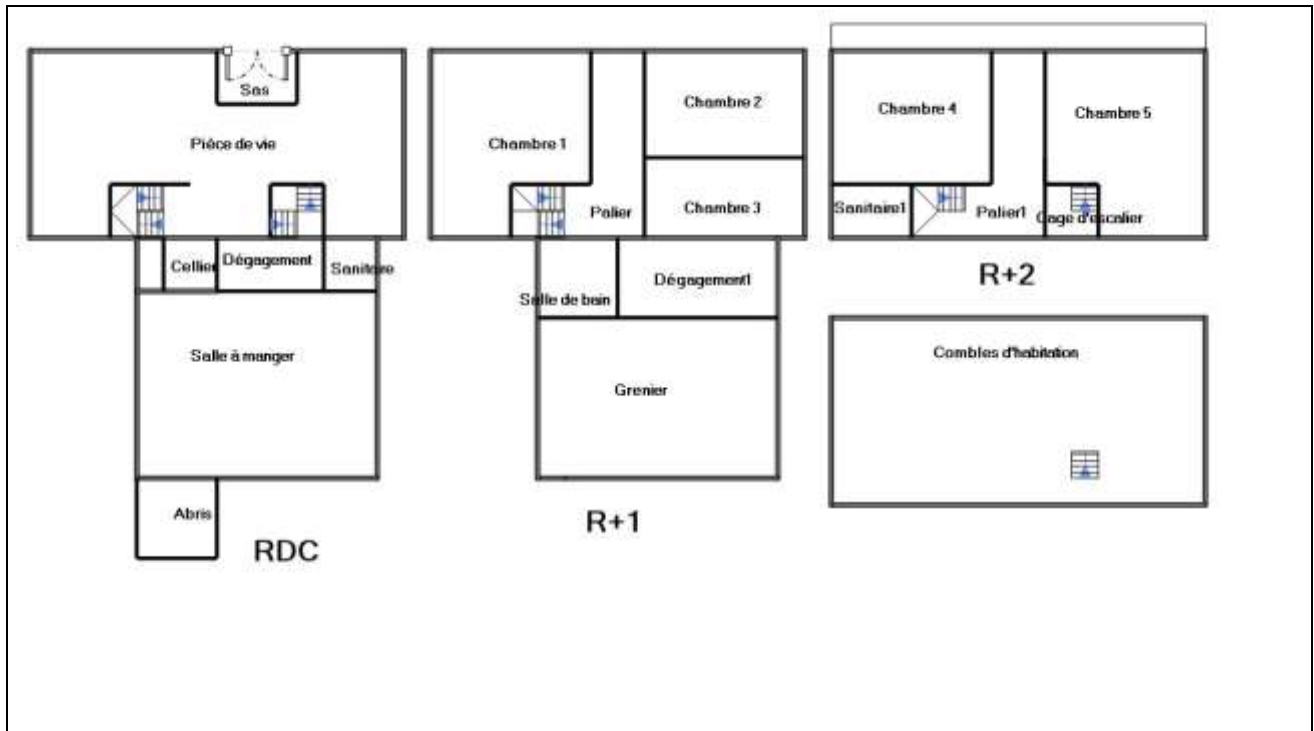 Sas
Pièce de vie
Cellier
Dégagement
Sanitaire
Salle à manger
Abris
RDC
Chambre 1
Chambre 2
Chambre 3
Palier
Salle de bain
Dégagement1
Grenier
R+1
Chambre 4
Chambre 5
Sanitaire1
Palier1
Cage d'escalier
R+2
Combles d'habitation